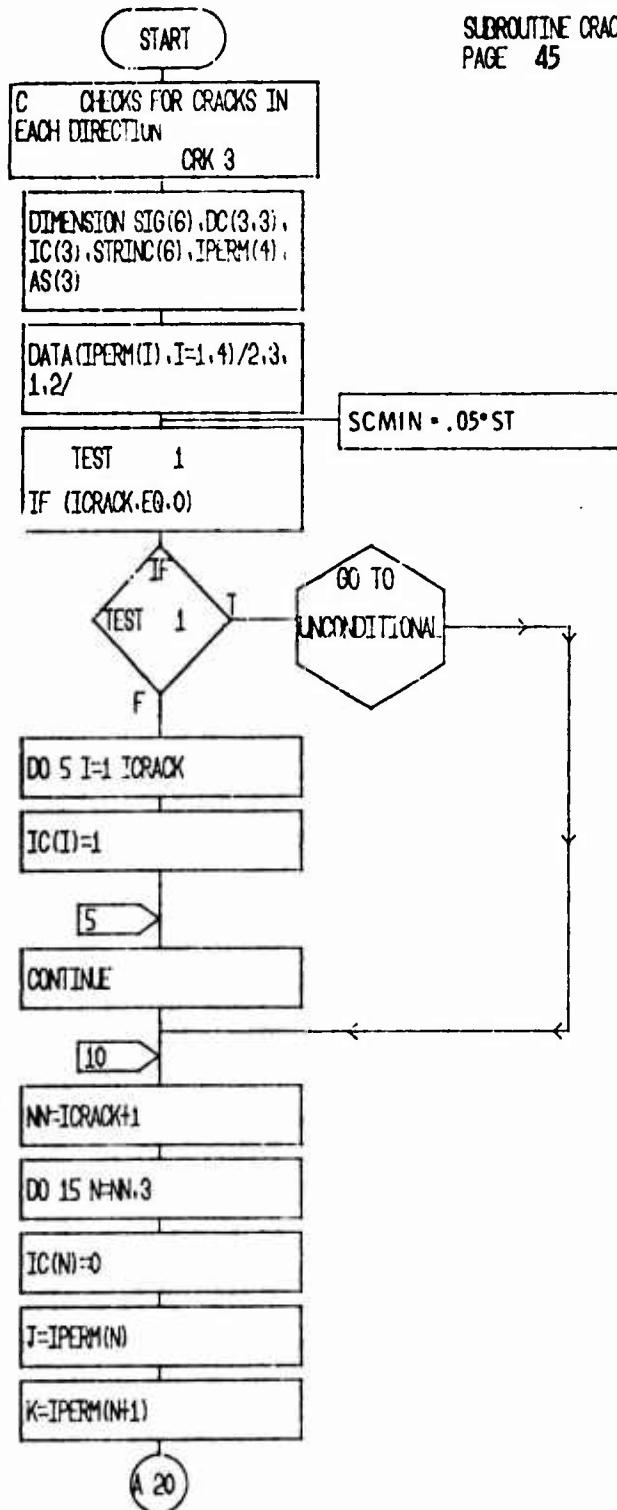 SUBROUTINE CRAC
PAGE 45
START
C CHECKS FOR CRACKS IN
EACH DIRECTION
CRK 3
DIMENSION SIG(6),DC(3,3),
IC(3),STRINC(6),IPERM(4),
AS(3)
DATA(IPERM(I),I=1,4)/2,3,
1,2/
SCMIN = .05*ST
TEST 1
IF (ICRACK.EQ.0)
IF
TEST 1
T
GO TO
UNCONDITIONAL
F
DO 5 I=1 ICRACK
IC(I)=1
5
CONTINUE
10
NN=ICRACK+1
DO 15 N=NN,3
IC(N)=0
J=IPERM(N)
K=IPERM(N+1)
A 20